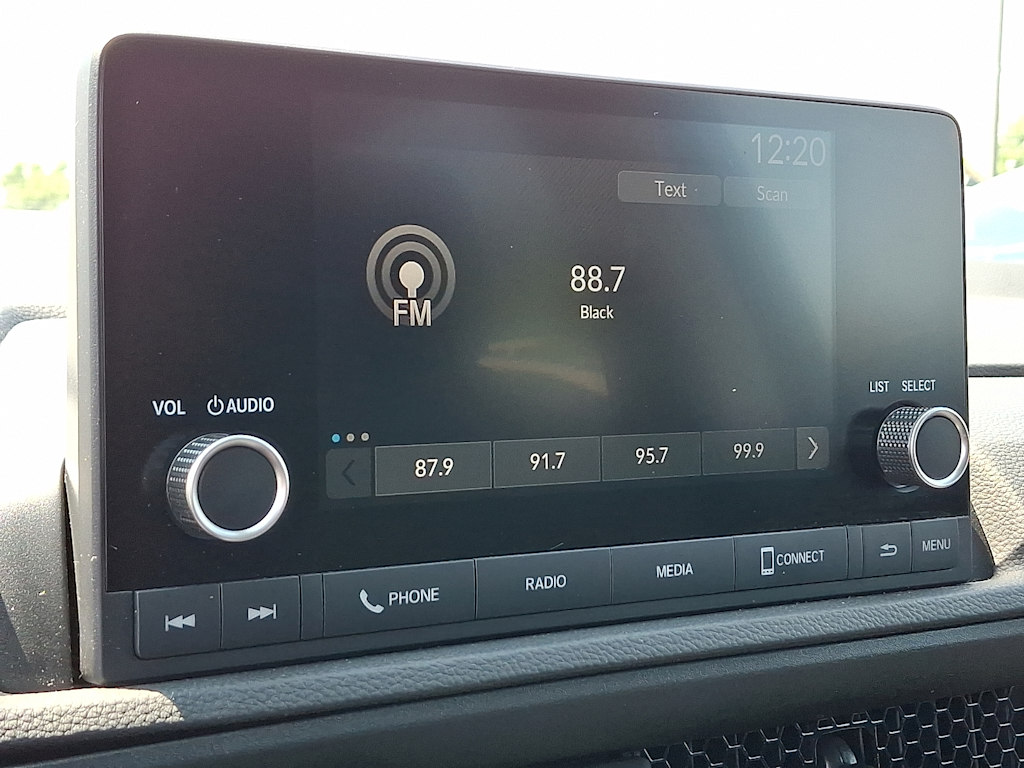 12:20
Text
Scan
FM
88.7
Black
LIST SELECT
VOL AUDIO
87.9 91.7 95.7 99.9
PHONE RADIO MEDIA CONNECT MENU